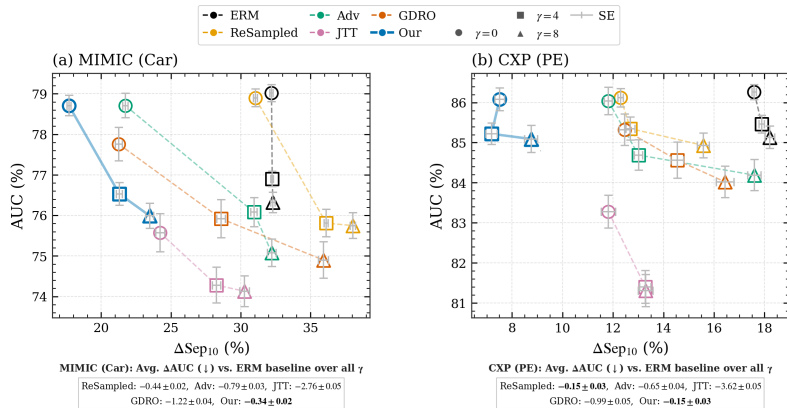 ERM Adv GDRO γ=4 SE
ReSampled JTT Our γ=0 γ=8
(a) MIMIC (Car)
(b) CXP (PE)
AUC (%)
79
78
77
76
75
74
20 25 30 35
ΔSep₁₀ (%)
AUC (%)
86
85
84
83
82
81
8 10 12 14 16 18
ΔSep₁₀ (%)
MIMIC (Car): Avg. ΔAUC (↓) vs. ERM baseline over all γ
ReSampled: −0.44±0.02, Adv: −0.79±0.03, JTT: −2.76±0.05
GDRO: −1.22±0.04, Our: −0.34±0.02
CXP (PE): Avg. ΔAUC (↓) vs. ERM baseline over all γ
ReSampled: −0.15±0.03, Adv: −0.65±0.04, JTT: −3.62±0.05
GDRO: −0.99±0.05, Our: −0.15±0.03